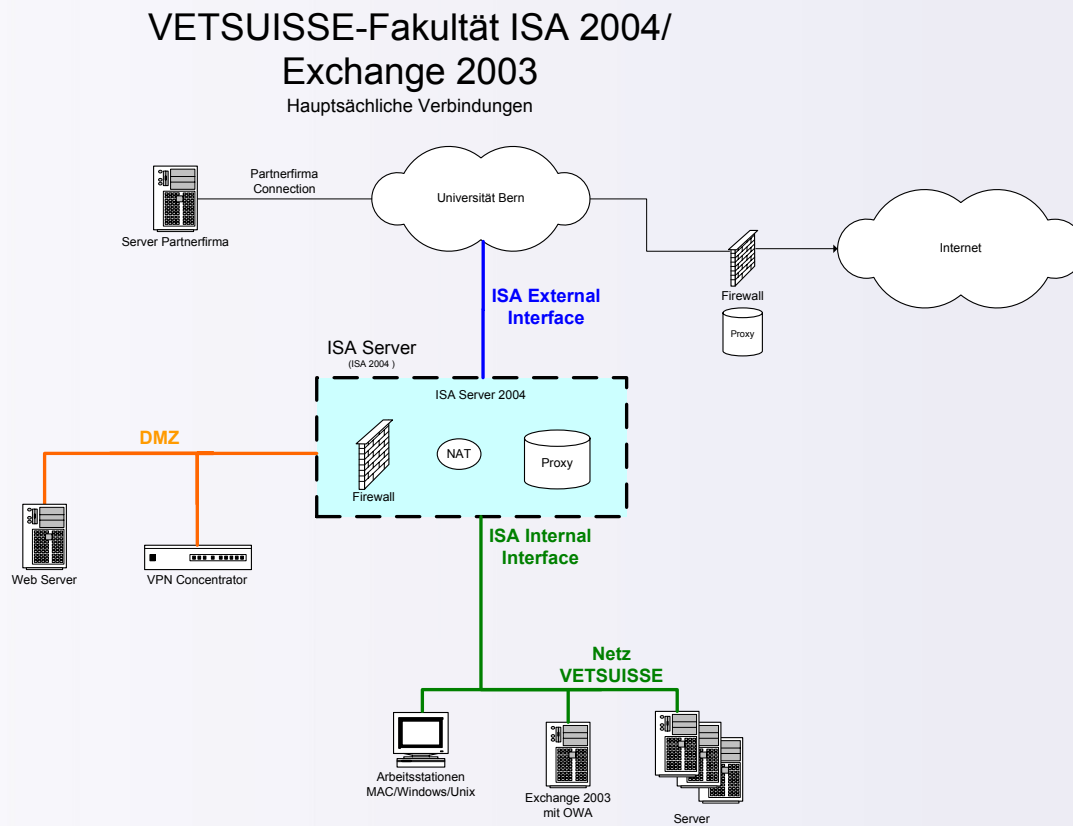 VETSUISSE-Fakultät ISA 2004/
Exchange 2003
Hauptsächliche Verbindungen
Partnerfirma
Connection
Server Partnerfirma
Universität Bern
Internet
Firewall
Proxy
ISA External
Interface
ISA Server
(ISA 2004 )
ISA Server 2004
Firewall
NAT
Proxy
DMZ
Web Server
VPN Concentrator
ISA Internal
Interface
Netz
VETSUISSE
Arbeitsstationen
MAC/Windows/Unix
Exchange 2003
mit OWA
Server